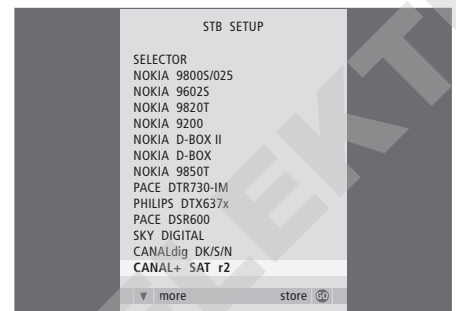 STB SETUP
SELECTOR
NOKIA 9800S/025
NOKIA 9602S
NOKIA 9820T
NOKIA 9200
NOKIA D-BOX II
NOKIA D-BOX
NOKIA 9850T
PACE DTR730-IM
PHILIPS DTX637x
PACE DSR600
SKY DIGITAL
CANALdig DK/S/N
CANAL+ SAT r2
more store GO